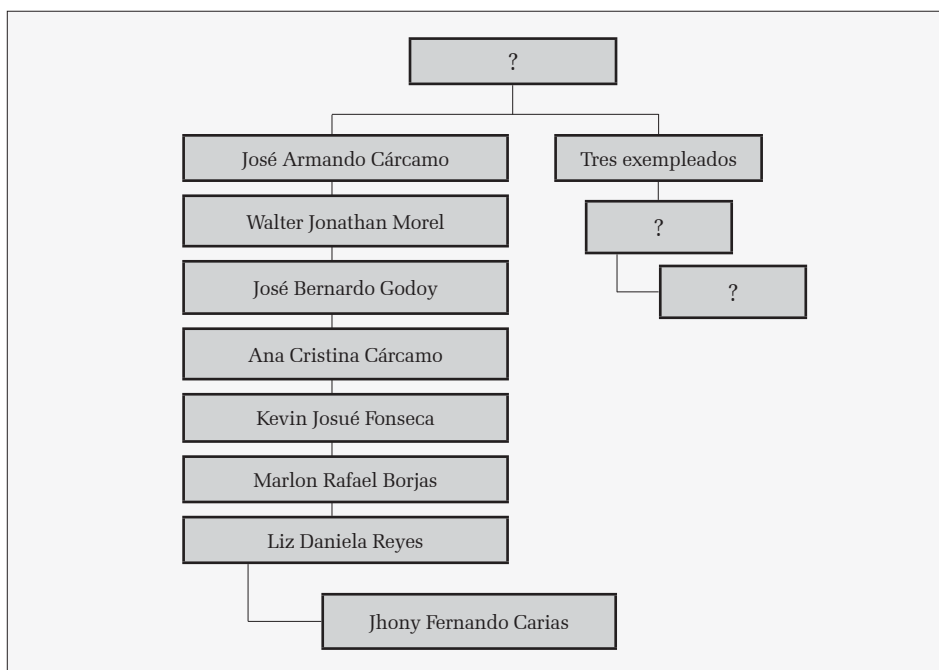 ?
José Armando Cárcamo
Tres exempleados
Walter Jonathan Morel
?
José Bernardo Godoy
?
Ana Cristina Cárcamo
Kevin Josué Fonseca
Marlon Rafael Borjas
Liz Daniela Reyes
Jhony Fernando Carias